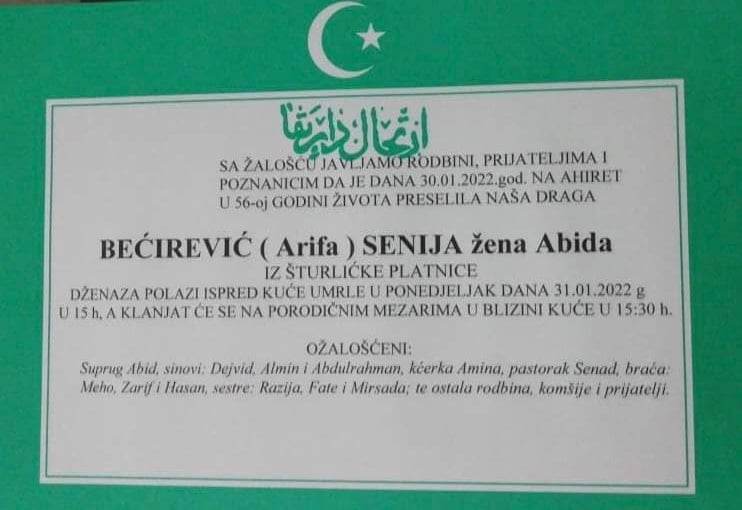 ارتحال دار بقا
SA ŽALOŠĆU JAVLJAMO RODBINI, PRIJATELJIMA I
POZNANICIM DA JE DANA 30.01.2022.god. NA AHIRET
U 56-oj GODINI ŽIVOTA PRESELILA NAŠA DRAGA
BEĆIREVIĆ ( Arifa ) SENIJA žena Abida
IZ ŠTURLIĆKE PLATNICE
DŽENAZA POLAZI ISPRED KUĆE UMRLE U PONEDJELJAK DANA 31.01.2022 g
U 15 h, A KLANJAT ĆE SE NA PORODIČNIM MEZARIMA U BLIZINI KUĆE U 15:30 h.
OŽALOŠĆENI:
Suprug Abid, sinovi: Dejvid, Almin i Abdulrahman, kćerka Amina, pastorak Senad, braća:
Meho, Zarif i Hasan, sestre: Razija, Fate i Mirsada; te ostala rodbina, komšije i prijatelji.